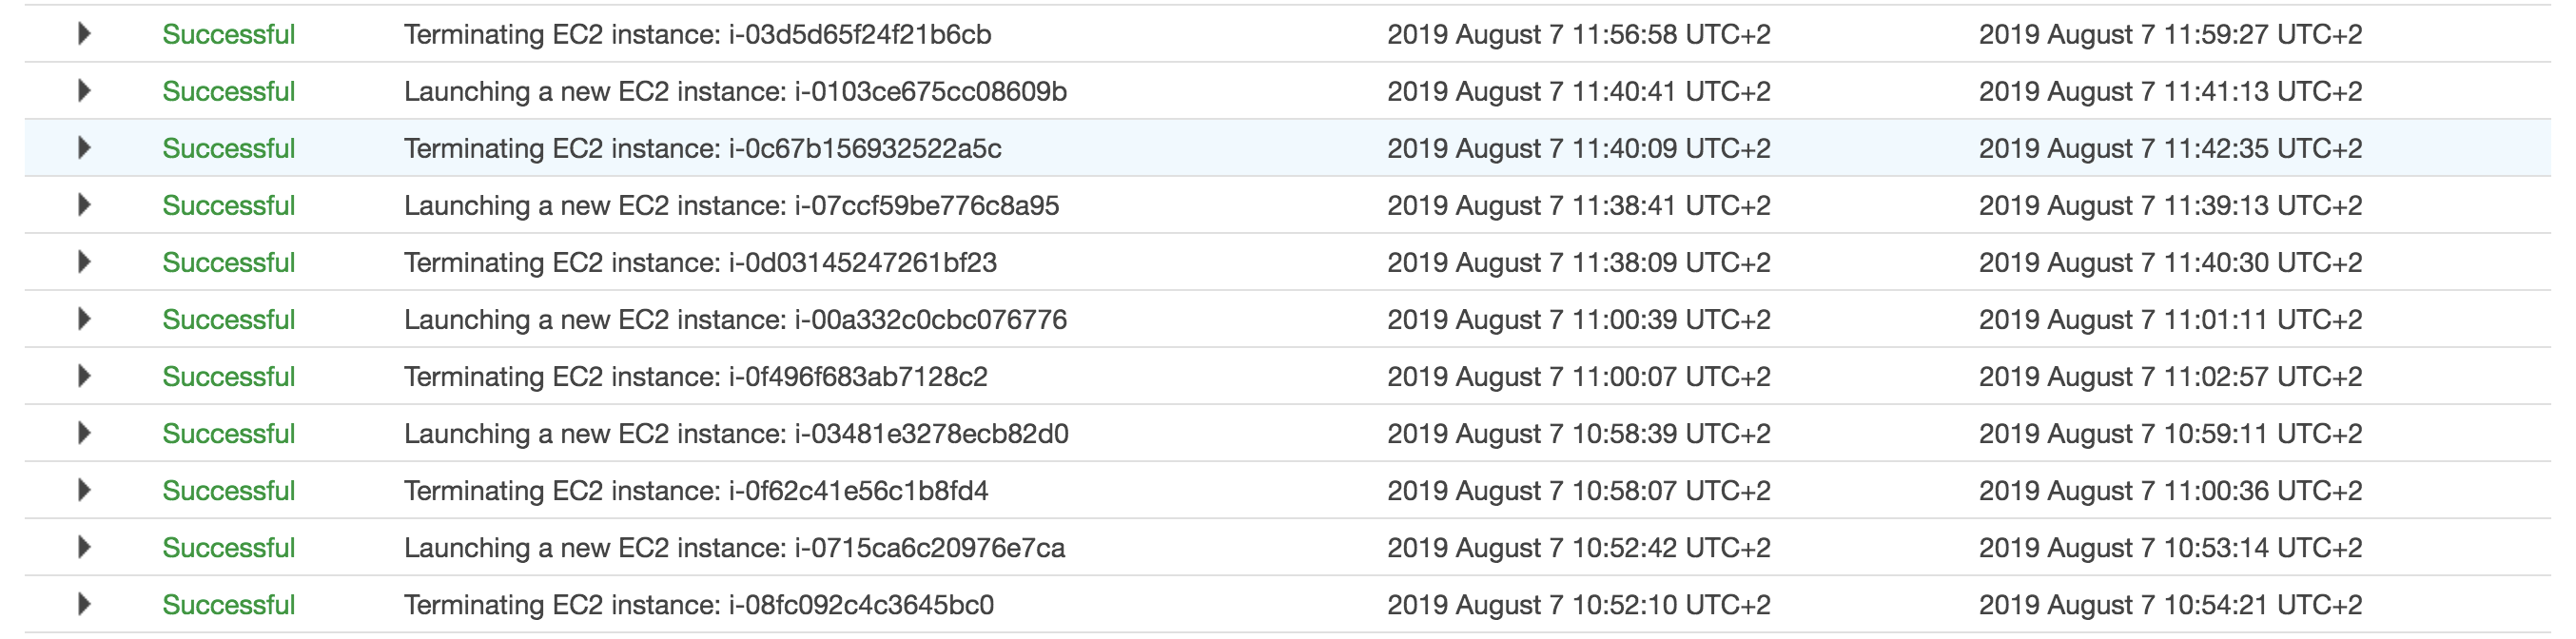 Successful Terminating EC2 instance: i-03d5d65f24f21b6cb 2019 August 7 11:56:58 UTC+2 2019 August 7 11:59:27 UTC+2
Successful Launching a new EC2 instance: i-0103ce675cc08609b 2019 August 7 11:40:41 UTC+2 2019 August 7 11:41:13 UTC+2
Successful Terminating EC2 instance: i-0c67b156932522a5c 2019 August 7 11:40:09 UTC+2 2019 August 7 11:42:35 UTC+2
Successful Launching a new EC2 instance: i-07ccf59be776c8a95 2019 August 7 11:38:41 UTC+2 2019 August 7 11:39:13 UTC+2
Successful Terminating EC2 instance: i-0d03145247261bf23 2019 August 7 11:38:09 UTC+2 2019 August 7 11:40:30 UTC+2
Successful Launching a new EC2 instance: i-00a332c0cbc076776 2019 August 7 11:00:39 UTC+2 2019 August 7 11:01:11 UTC+2
Successful Terminating EC2 instance: i-0f496f683ab7128c2 2019 August 7 11:00:07 UTC+2 2019 August 7 11:02:57 UTC+2
Successful Launching a new EC2 instance: i-03481e3278ecb82d0 2019 August 7 10:58:39 UTC+2 2019 August 7 10:59:11 UTC+2
Successful Terminating EC2 instance: i-0f62c41e56c1b8fd4 2019 August 7 10:58:07 UTC+2 2019 August 7 11:00:36 UTC+2
Successful Launching a new EC2 instance: i-0715ca6c20976e7ca 2019 August 7 10:52:42 UTC+2 2019 August 7 10:53:14 UTC+2
Successful Terminating EC2 instance: i-08fc092c4c3645bc0 2019 August 7 10:52:10 UTC+2 2019 August 7 10:54:21 UTC+2